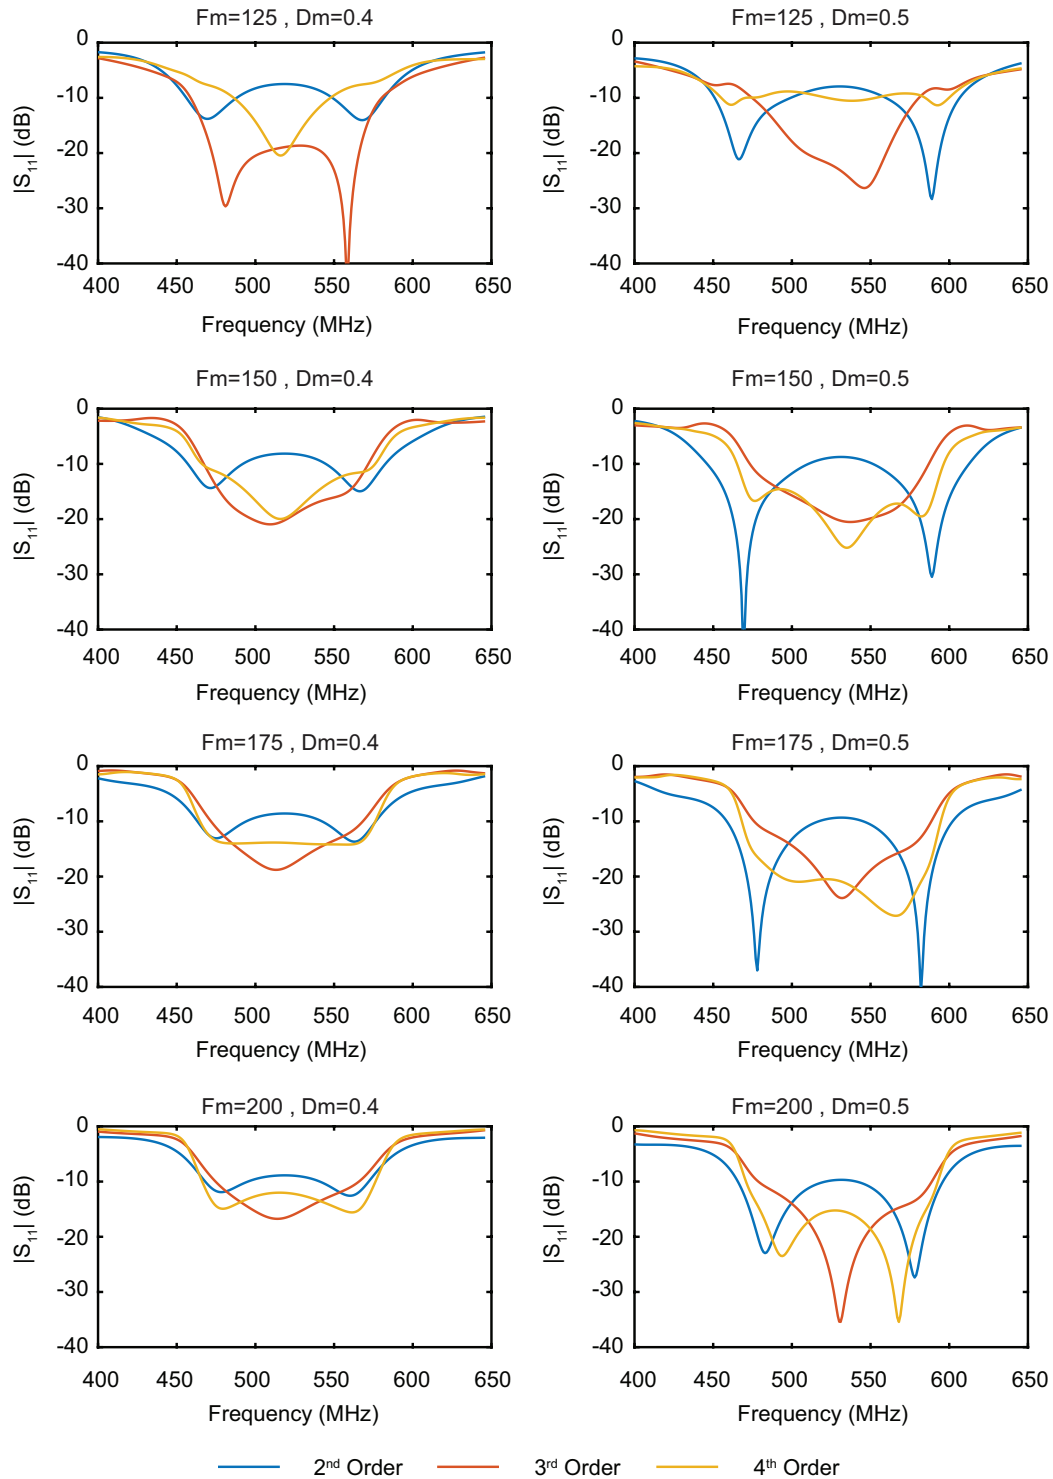 Fm=125 , Dm=0.4
0
-10
-20
-30
-40
|S11| (dB)
400 450 500 550 600 650
Frequency (MHz)
Fm=125 , Dm=0.5
0
-10
-20
-30
-40
|S11| (dB)
400 450 500 550 600 650
Frequency (MHz)
Fm=150 , Dm=0.4
0
-10
-20
-30
-40
|S11| (dB)
400 450 500 550 600 650
Frequency (MHz)
Fm=150 , Dm=0.5
0
-10
-20
-30
-40
|S11| (dB)
400 450 500 550 600 650
Frequency (MHz)
Fm=175 , Dm=0.4
0
-10
-20
-30
-40
|S11| (dB)
400 450 500 550 600 650
Frequency (MHz)
Fm=175 , Dm=0.5
0
-10
-20
-30
-40
|S11| (dB)
400 450 500 550 600 650
Frequency (MHz)
Fm=200 , Dm=0.4
0
-10
-20
-30
-40
|S11| (dB)
400 450 500 550 600 650
Frequency (MHz)
Fm=200 , Dm=0.5
0
-10
-20
-30
-40
|S11| (dB)
400 450 500 550 600 650
Frequency (MHz)
2nd Order 3rd Order 4th Order